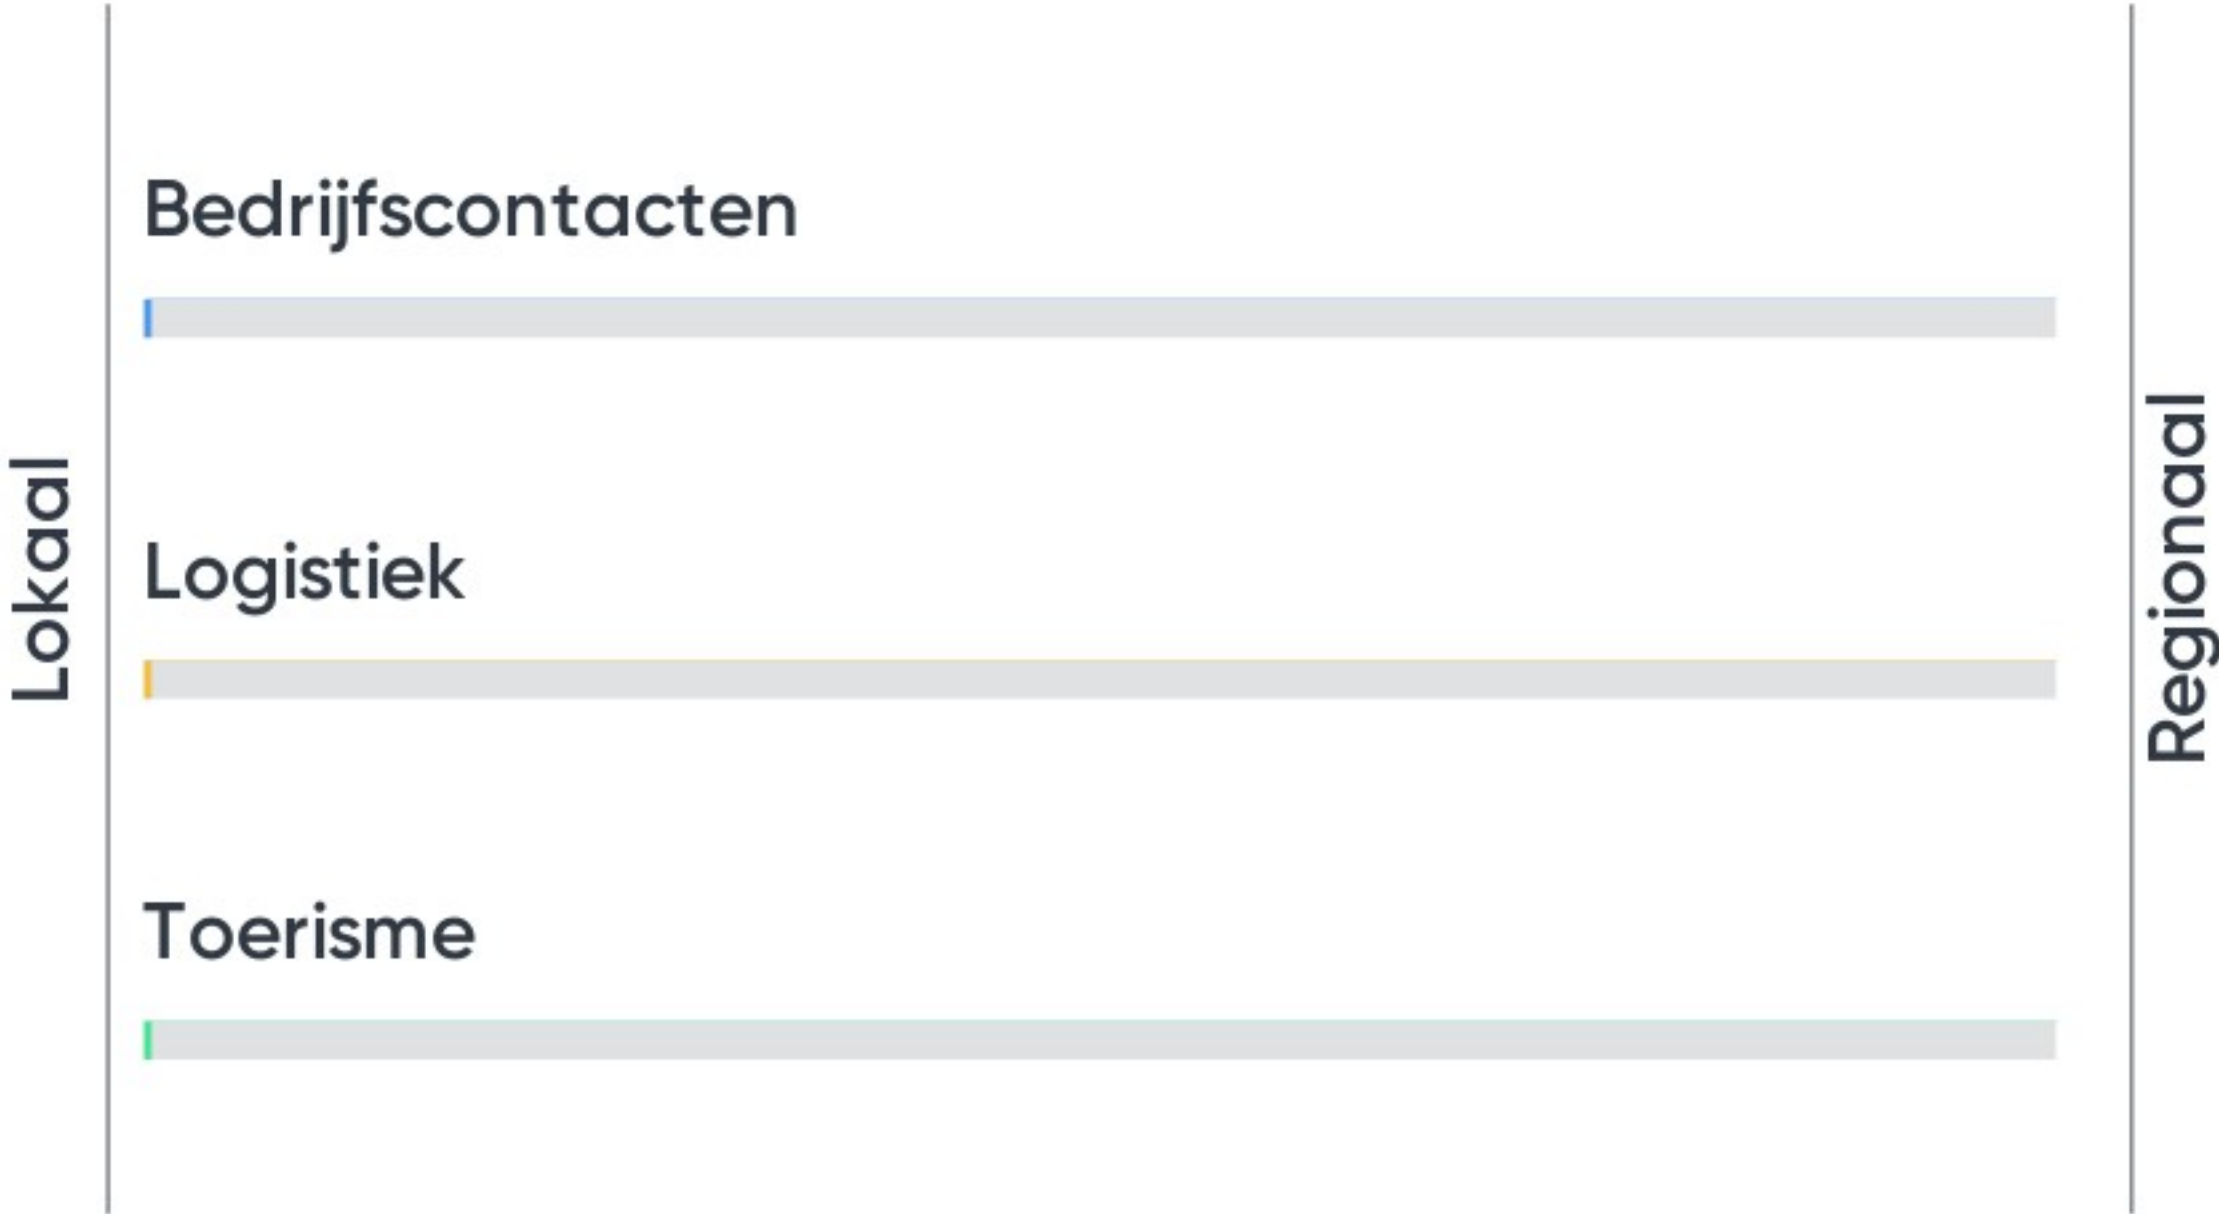 Lokaal
Bedrijfscontacten
Logistiek
Toerisme
Regionaal